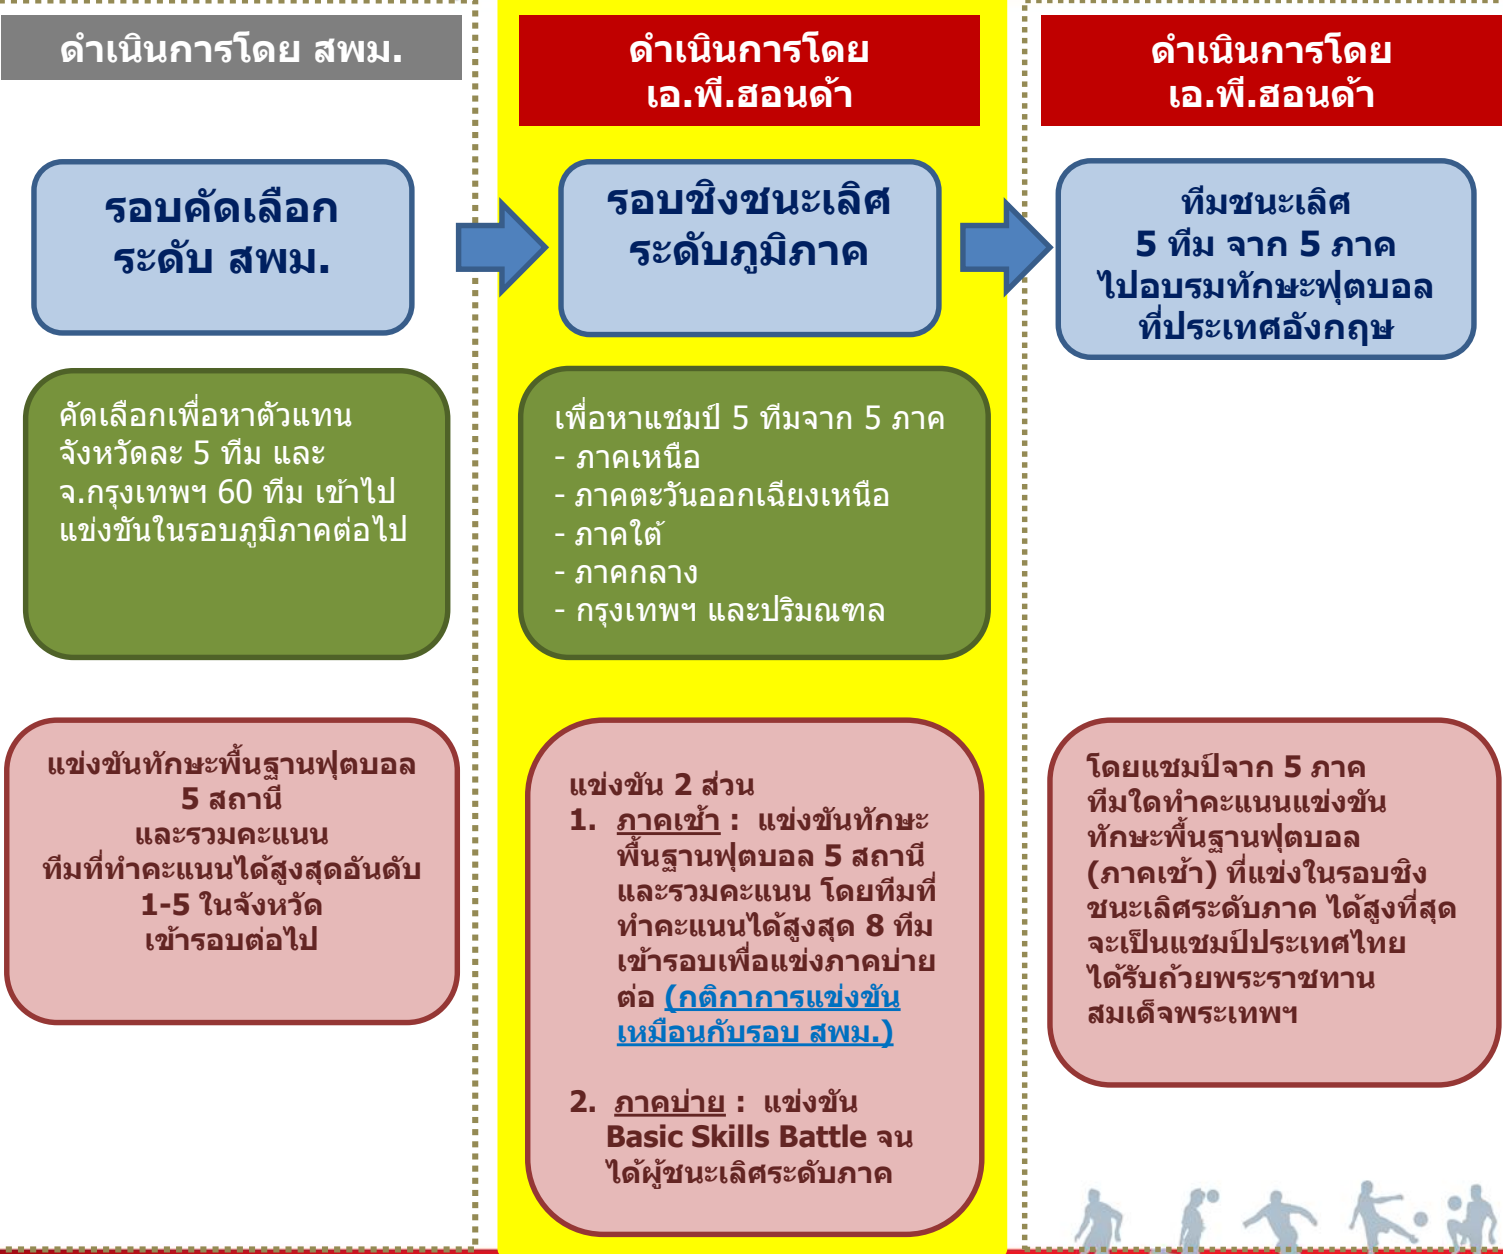 ดำเนินการโดย สพม.
รอบคัดเลือก
ระดับ สพม.
คัดเลือกเพื่อหาตัวแทน
จังหวัดละ 5 ทีม และ
จ.กรุงเทพฯ 60 ทีม เข้าไป
แข่งขันในรอบภูมิภาคต่อไป
แข่งขันทักษะพื้นฐานฟุตบอล
5 สถานี
และรวมคะแนน
ทีมที่ทำคะแนนได้สูงสุดอันดับ
1-5 ในจังหวัด
เข้ารอบต่อไป
ดำเนินการโดย
เอ.พี.ฮอนด้า
รอบชิงชนะเลิศ
ระดับภูมิภาค
เพื่อหาแชมป์ 5 ทีมจาก 5 ภาค
- ภาคเหนือ
- ภาคตะวันออกเฉียงเหนือ
- ภาคใต้
- ภาคกลาง
- กรุงเทพฯ และปริมณฑล
แข่งขัน 2 ส่วน
1. ภาคเช้า : แข่งขันทักษะ
พื้นฐานฟุตบอล 5 สถานี
และรวมคะแนน โดยทีมที่
ทำคะแนนได้สูงสุด 8 ทีม
เข้ารอบเพื่อแข่งภาคบ่าย
ต่อ (กติกาการแข่งขัน
เหมือนกับรอบ สพม.)
2. ภาคบ่าย : แข่งขัน
Basic Skills Battle จน
ได้ผู้ชนะเลิศระดับภาค
ดำเนินการโดย
เอ.พี.ฮอนด้า
ทีมชนะเลิศ
5 ทีม จาก 5 ภาค
ไปอบรมทักษะฟุตบอล
ที่ประเทศอังกฤษ
โดยแชมป์จาก 5 ภาค
ทีมใดทำคะแนนแข่งขัน
ทักษะพื้นฐานฟุตบอล
(ภาคเช้า) ที่แข่งในรอบชิง
ชนะเลิศระดับภาค ได้สูงที่สุด
จะเป็นแชมป์ประเทศไทย
ได้รับถ้วยพระราชทาน
สมเด็จพระเทพฯ